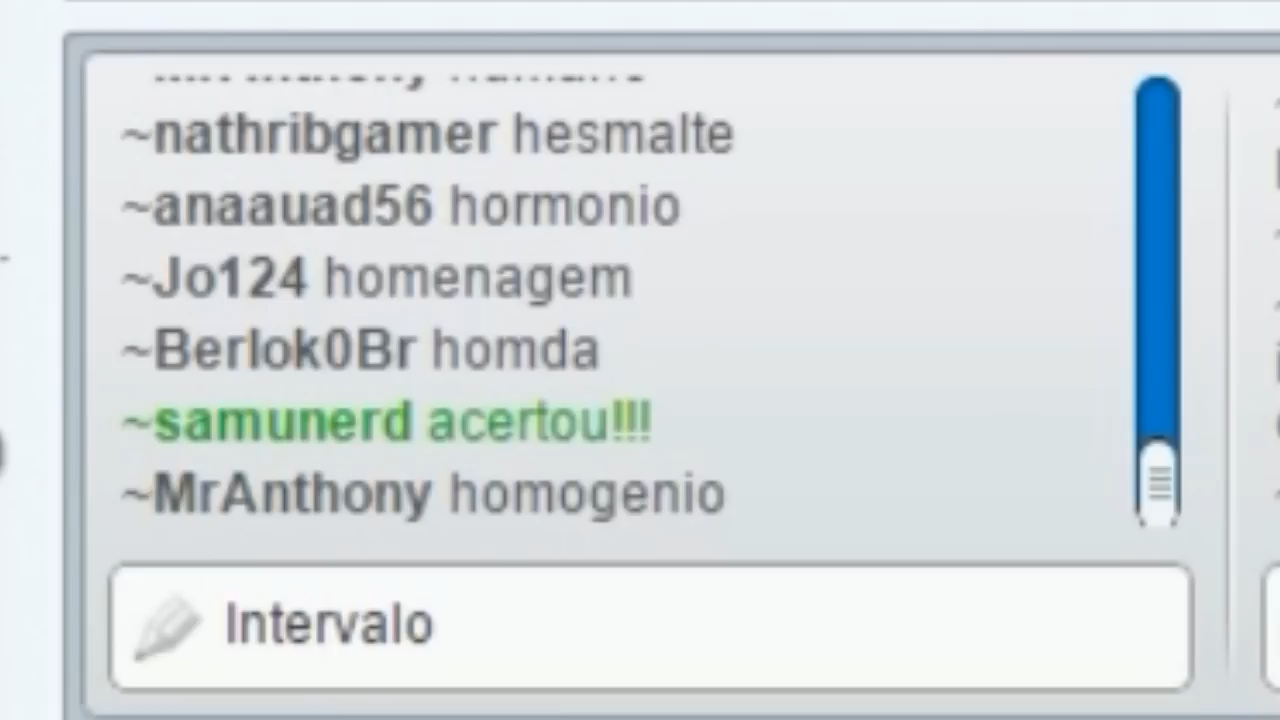 ~nathribgamer hesmalte
~anaauad56 hormonio
~Jo124 homenagem
~Berlok0Br homda
~samunerd acertou!!!
~MrAnthony homogenio
Intervalo